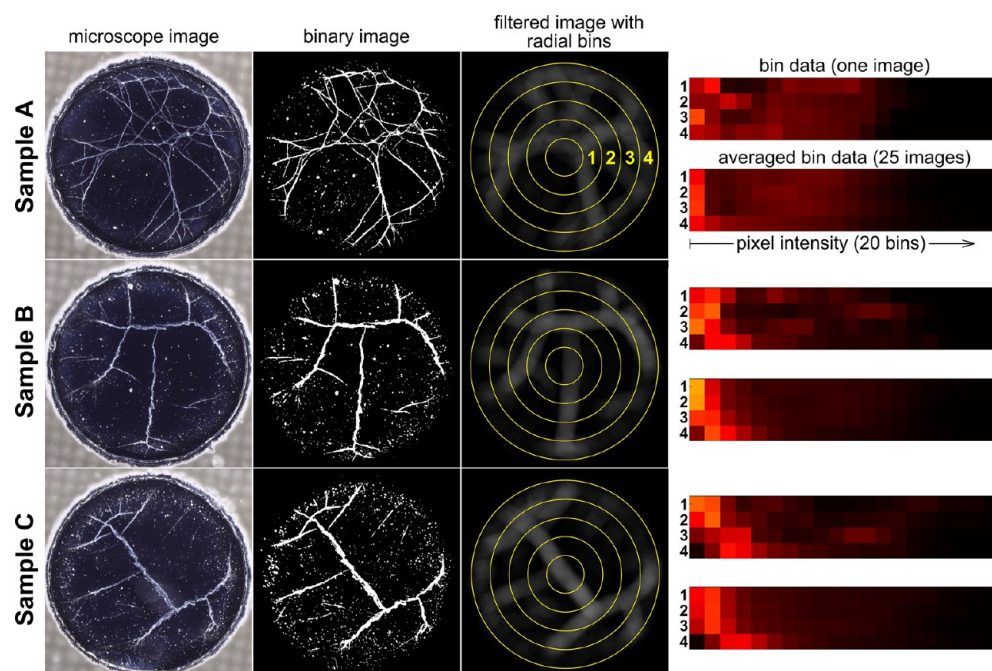 microscope image
binary image
filtered image with
radial bins
bin data (one image)
Sample A
1 2 3 4
1
2
3
4
averaged bin data (25 images)
1
2
3
4
pixel intensity (20 bins)
Sample B
1
2
3
4
1
2
3
4
Sample C
1
2
3
4
1
2
3
4